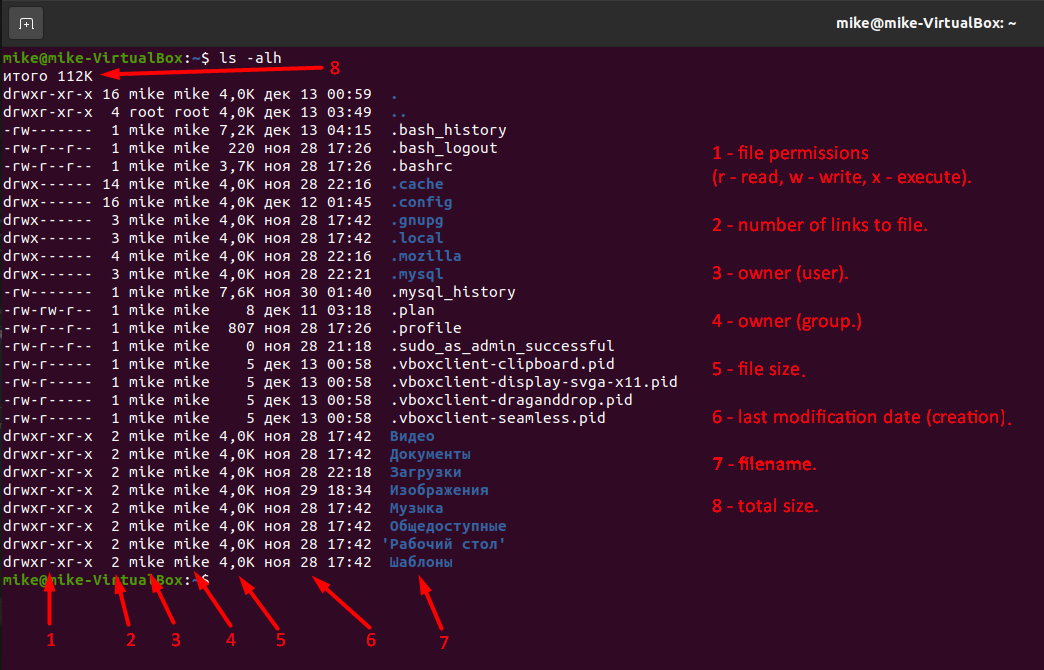 mike@mike-VirtualBox: ~
mike@mike-VirtualBox:~$ ls -alh
итого 112K
8
drwxr-xr-x 16 mike mike 4,0K дек 13 00:59 .
drwxr-xr-x 4 root root 4,0K дек 13 03:49 ..
-rw------- 1 mike mike 7,2K дек 13 04:15 .bash_history
-rw-r--r-- 1 mike mike 220 ноя 28 17:26 .bash_logout
-rw-r--r-- 1 mike mike 3,7K ноя 28 17:26 .bashrc
drwx------ 14 mike mike 4,0K ноя 28 22:16 .cache
drwx------ 16 mike mike 4,0K дек 12 01:45 .config
drwx------ 3 mike mike 4,0K ноя 28 17:42 .gnupg
drwx------ 3 mike mike 4,0K ноя 28 17:42 .local
drwx------ 4 mike mike 4,0K ноя 28 22:16 .mozilla
drwx------ 3 mike mike 4,0K ноя 28 22:21 .mysql
-rw------- 1 mike mike 7,6K ноя 30 01:40 .mysql_history
-rw-rw-r-- 1 mike mike 8 дек 11 03:18 .plan
-rw-r--r-- 1 mike mike 807 ноя 28 17:26 .profile
-rw-r--r-- 1 mike mike 0 ноя 28 21:18 .sudo_as_admin_successful
-rw-r----- 1 mike mike 5 дек 13 00:58 .vboxclient-clipboard.pid
-rw-r----- 1 mike mike 5 дек 13 00:58 .vboxclient-display-svga-x11.pid
-rw-r----- 1 mike mike 5 дек 13 00:58 .vboxclient-draganddrop.pid
-rw-r----- 1 mike mike 5 дек 13 00:58 .vboxclient-seamless.pid
drwxr-xr-x 2 mike mike 4,0K ноя 28 17:42 Видео
drwxr-xr-x 2 mike mike 4,0K ноя 28 17:42 Документы
drwxr-xr-x 2 mike mike 4,0K ноя 28 22:18 Загрузки
drwxr-xr-x 2 mike mike 4,0K ноя 29 18:34 Изображения
drwxr-xr-x 2 mike mike 4,0K ноя 28 17:42 Музыка
drwxr-xr-x 2 mike mike 4,0K ноя 28 17:42 Общедоступные
drwxr-xr-x 2 mike mike 4,0K ноя 28 17:42 'Рабочий стол'
drwxr-xr-x 2 mike mike 4,0K ноя 28 17:42 Шаблоны
mike@mike-VirtualBox:~$
1 2 3 4 5 6 7
1 - file permissions
(r - read, w - write, x - execute).
2 - number of links to file.
3 - owner (user).
4 - owner (group.)
5 - file size.
6 - last modification date (creation).
7 - filename.
8 - total size.